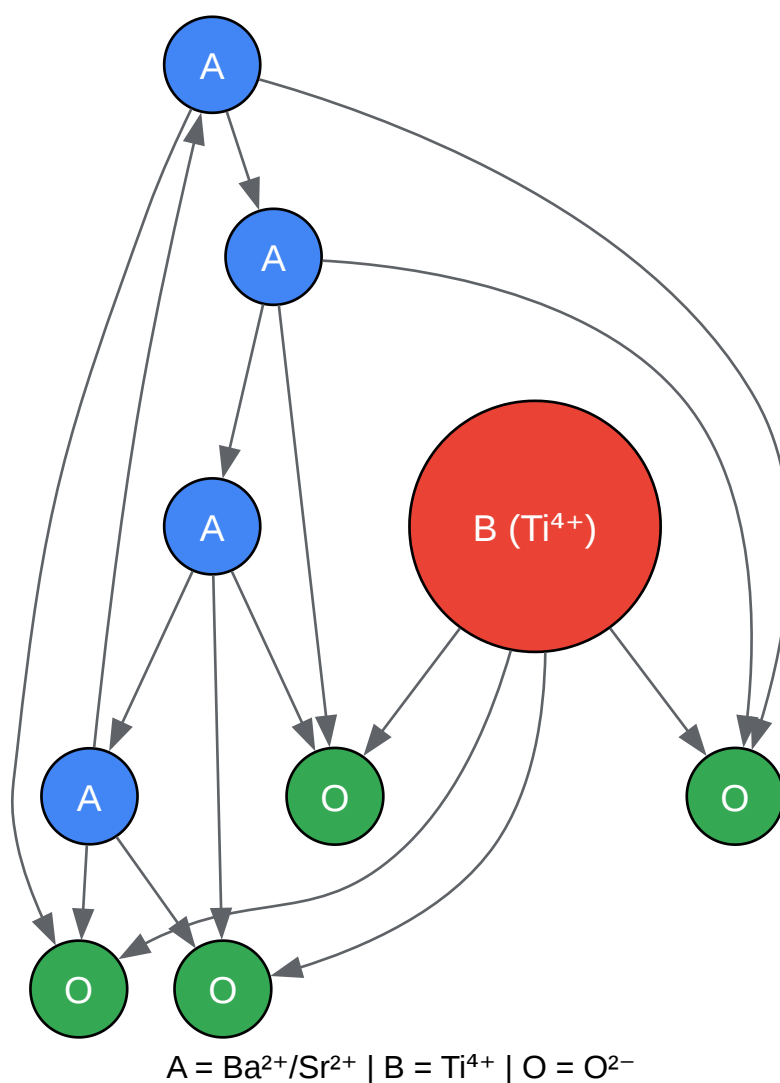 A
A
A
B (Ti⁴⁺)
A
O
O
O
O
A = Ba²⁺/Sr²⁺ | B = Ti⁴⁺ | O = O²⁻